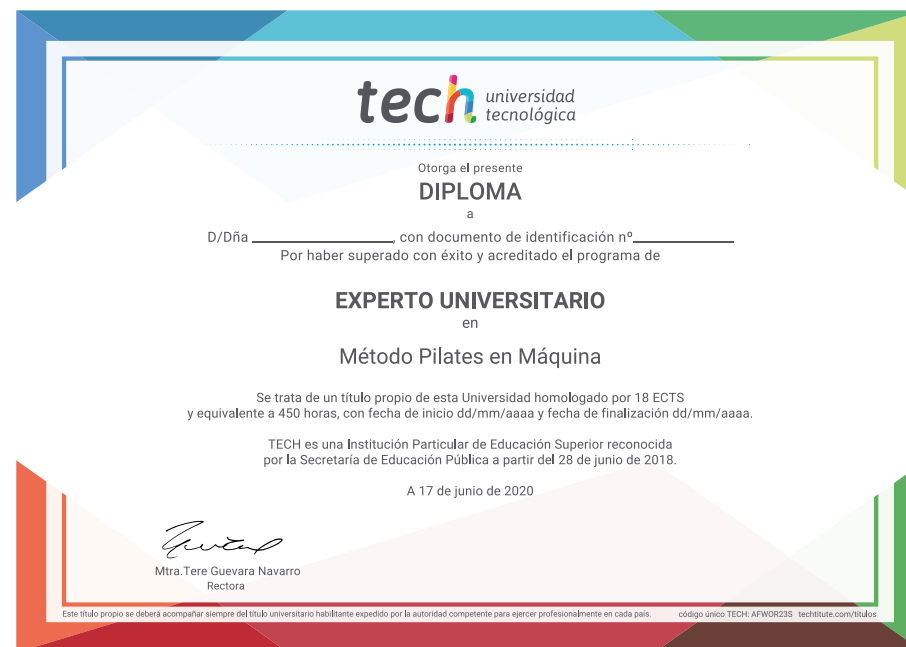 tech universidad
tecnológica
Otorga el presente
DIPLOMA
a
D/Dña ____________________, con documento de identificación nº______________
Por haber superado con éxito y acreditado el programa de
EXPERTO UNIVERSITARIO
en
Método Pilates en Máquina
Se trata de un título propio de esta Universidad homologado por 18 ECTS
y equivalente a 450 horas, con fecha de inicio dd/mm/aaaa y fecha de finalización dd/mm/aaaa.
TECH es una Institución Particular de Educación Superior reconocida
por la Secretaría de Educación Pública a partir del 28 de junio de 2018.
A 17 de junio de 2020
Mtra.Tere Guevara Navarro
Rectora
Este título propio se deberá acompañar siempre del título universitario habilitante expedido por la autoridad competente para ejercer profesionalmente en cada país. código único TECH: AFWOR23S techtitute.com/titulos